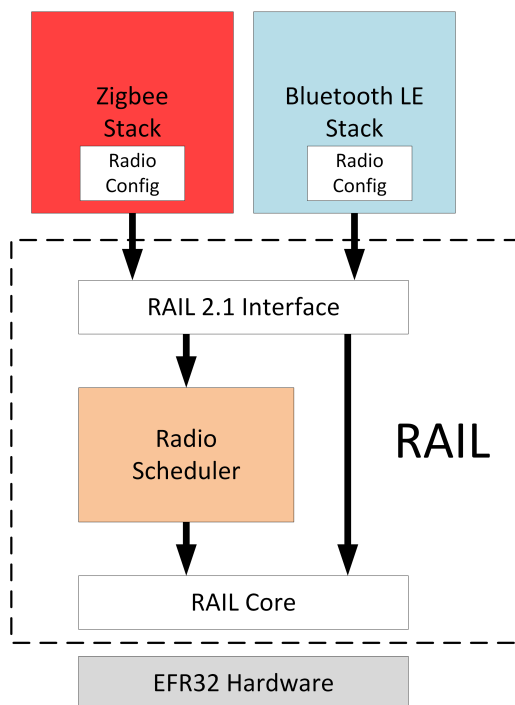 Zigbee
Stack
Radio
Config
Bluetooth LE
Stack
Radio
Config
RAIL 2.1 Interface
Radio
Scheduler
RAIL
RAIL Core
EFR32 Hardware